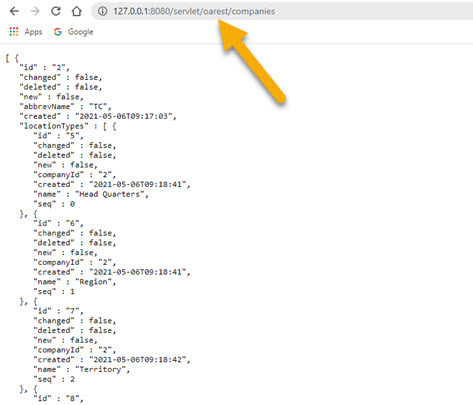 127.0.0.1:8080/servlet/oarest/companies
Apps Google
[ {
"id" : "2",
"changed" : false,
"deleted" : false,
"new" : false,
"abbrevName" : "TC",
"created" : "2021-05-06T09:17:03",
"locationTypes" : [ {
"id" : "5",
"changed" : false,
"deleted" : false,
"new" : false,
"companyId" : "2",
"created" : "2021-05-06T09:18:41",
"name" : "Head Quarters",
"seq" : 0
}, {
"id" : "6",
"changed" : false,
"deleted" : false,
"new" : false,
"companyId" : "2",
"created" : "2021-05-06T09:18:41",
"name" : "Region",
"seq" : 1
}, {
"id" : "7",
"changed" : false,
"deleted" : false,
"new" : false,
"companyId" : "2",
"created" : "2021-05-06T09:18:42",
"name" : "Territory",
"seq" : 2
}, {
"id" : "8",